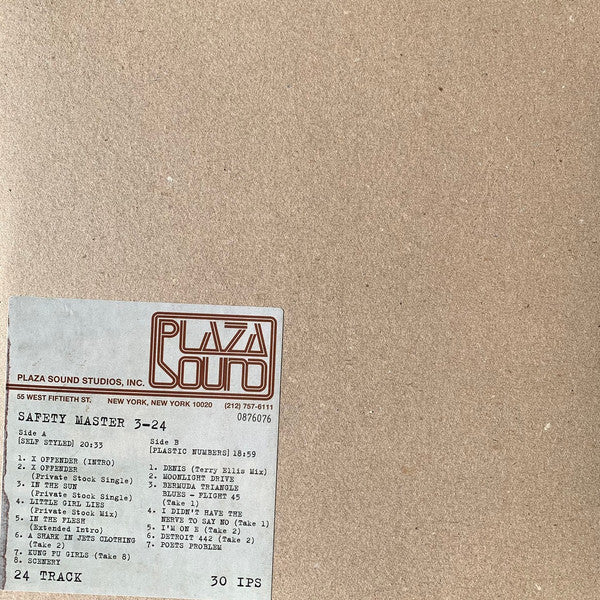 PLAZA
SOUND
PLAZA SOUND STUDIOS, INC.
55 WEST FIFTIETH ST. NEW YORK, NEW YORK 10020 (212) 757-6111
0876076
SAFETY MASTER 3-24
Side A
[SELF STYLED] 20:33
1. X OFFENDER (INTRO)
2. X OFFENDER
(Private Stock Single)
3. IN THE SUN
(Private Stock Single)
4. LITTLE GIRL LIES
(Private Stock Mix)
5. IN THE FLESH
(Extended Intro)
6. A SHARK IN JETS CLOTHING
(Take 2)
7. KUNG FU GIRLS (Take 8)
8. SCENERY
Side B
[PLASTIC NUMBERS] 18:59
1. DENIS (Terry Ellis Mix)
2. MOONLIGHT DRIVE
3. BERMUDA TRIANGLE
BLUES - FLIGHT 45
(Take 1)
4. I DIDN'T HAVE THE
NERVE TO SAY NO (Take 1)
5. I'M ON E (Take 2)
6. DETROIT 442 (Take 2)
7. POETS PROBLEM
24 TRACK 30 IPS